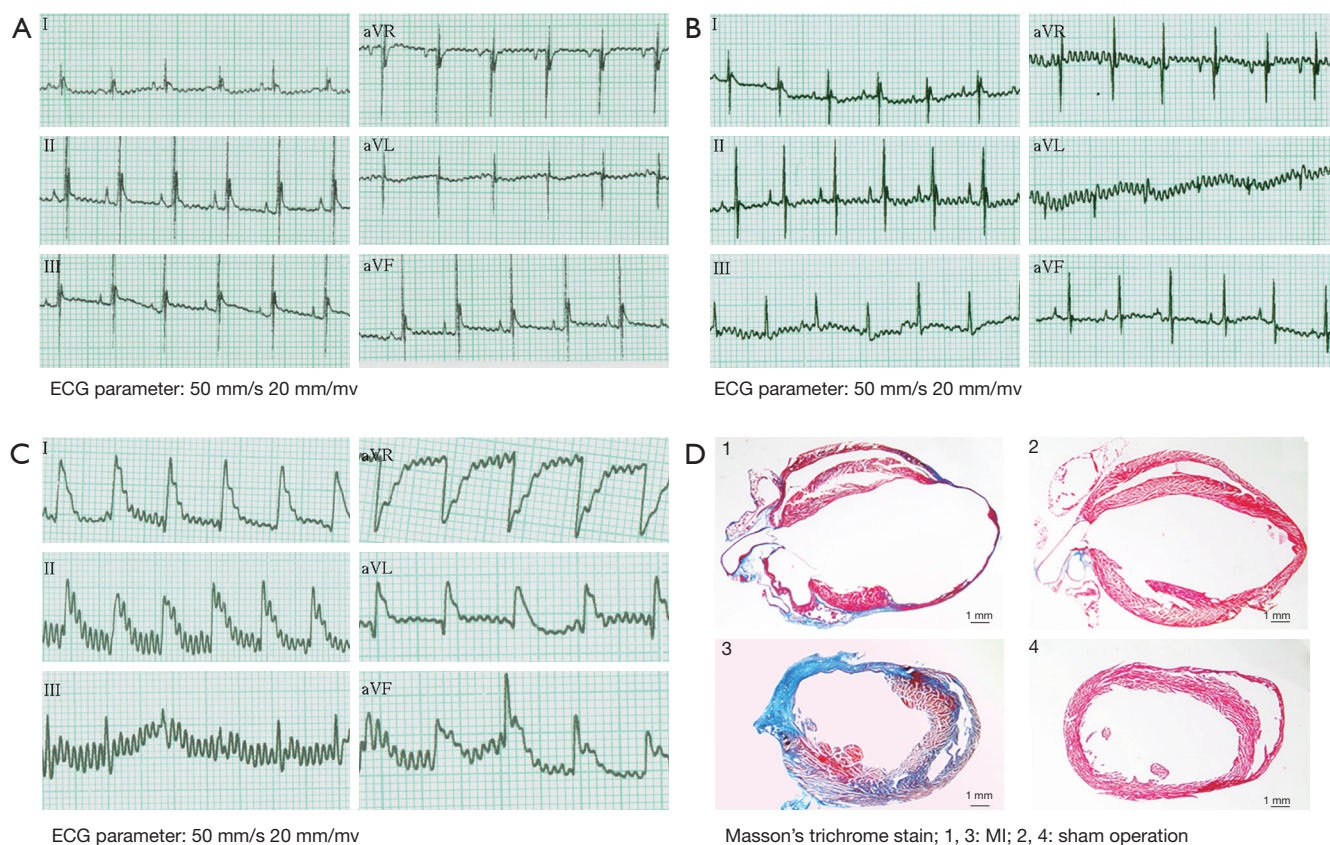 A
I
aVR
II
aVL
III
aVF
ECG parameter: 50 mm/s 20 mm/mv
B
I
aVR
II
aVL
III
aVF
ECG parameter: 50 mm/s 20 mm/mv
C
I
aVR
II
aVL
III
aVF
ECG parameter: 50 mm/s 20 mm/mv
D
1
1 mm
2
1 mm
3
1 mm
4
1 mm
Masson's trichrome stain; 1, 3: MI; 2, 4: sham operation